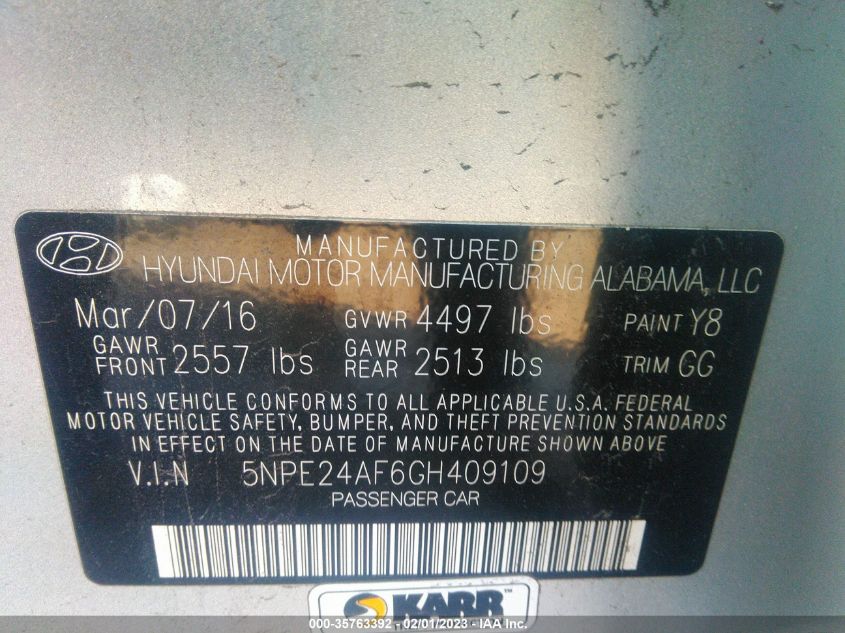 MANUFACTURED BY
HYUNDAI MOTOR MANUFACTURING ALABAMA, LLC
Mar/07/16 GVWR 4497 lbs PAINT Y8
GAWR FRONT 2557 lbs GAWR REAR 2513 lbs TRIM GG
THIS VEHICLE CONFORMS TO ALL APPLICABLE U.S.A. FEDERAL
MOTOR VEHICLE SAFETY, BUMPER, AND THEFT PREVENTION STANDARDS
IN EFFECT ON THE DATE OF MANUFACTURE SHOWN ABOVE
V.I.N 5NPE24AF6GH409109
PASSENGER CAR
KARR
000-35763392 - 02/01/2023 - IAA Inc.